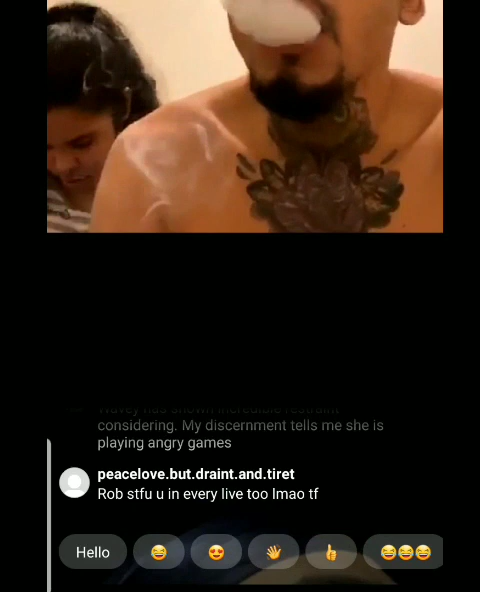 considering. My discernment tells me she is
playing angry games
peacelove.but.draint.and.tiret
Rob stfu u in every live too lmao tf
Hello 😂 😍 👋 👍 😂😂😂